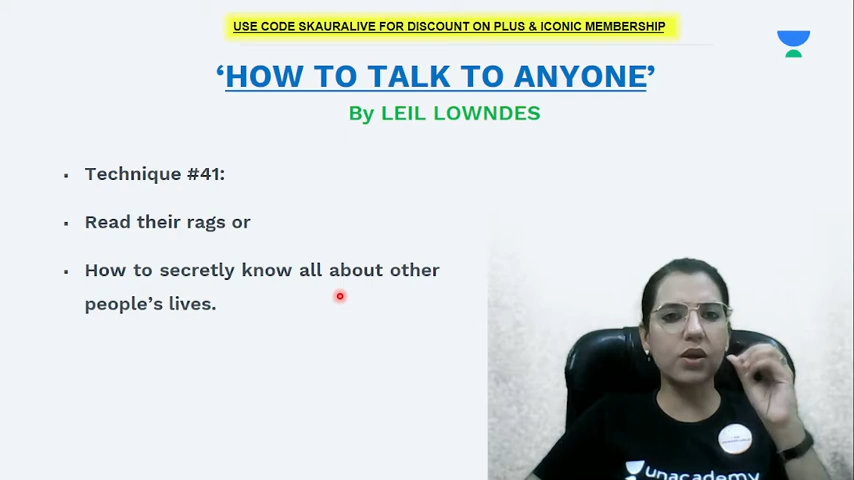 USE CODE SKAURALIVE FOR DISCOUNT ON PLUS & ICONIC MEMBERSHIP
‘HOW TO TALK TO ANYONE’
By LEIL LOWNDES
▪ Technique #41:
▪ Read their rags or
▪ How to secretly know all about other
people’s lives.
unacademy